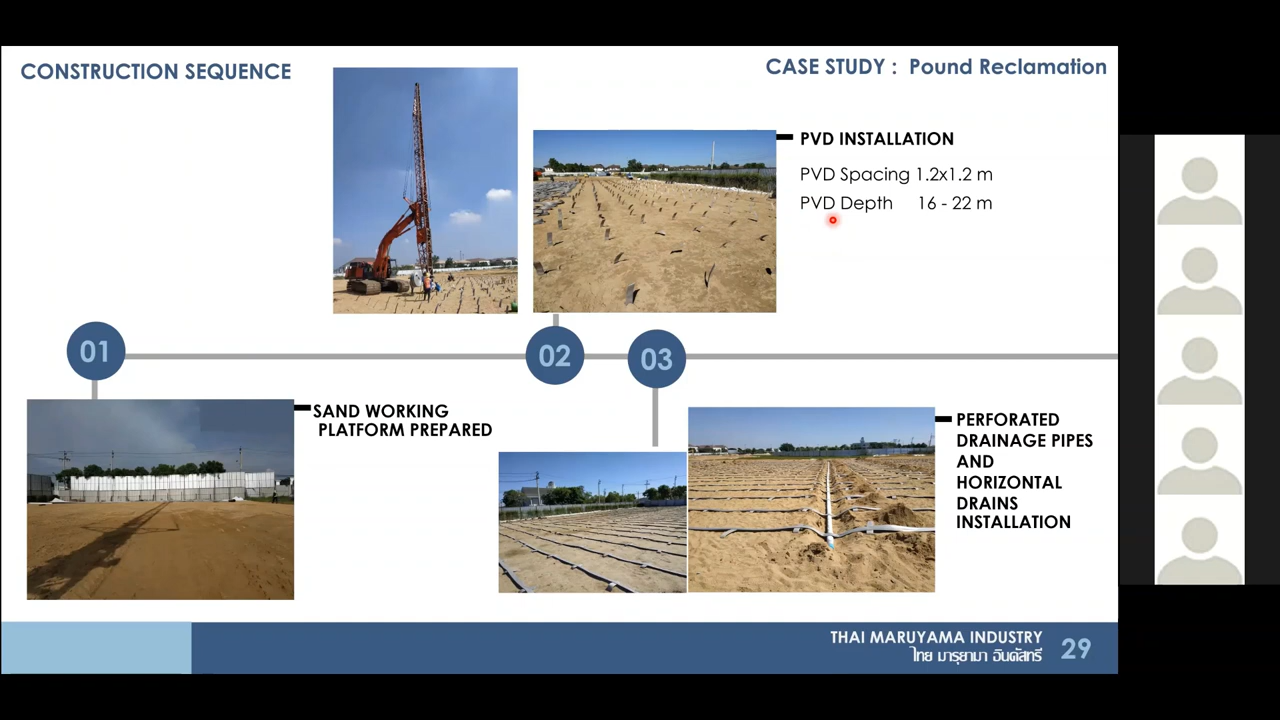 CONSTRUCTION SEQUENCE
CASE STUDY :  Pound Reclamation
PVD INSTALLATION
PVD Spacing 1.2x1.2 m
PVD Depth 16 - 22 m
01
02
03
SAND WORKING
PLATFORM PREPARED
PERFORATED
DRAINAGE PIPES
AND
HORIZONTAL
DRAINS
INSTALLATION
THAI MARUYAMA INDUSTRY
ไทย มารุยามา อินดัสทรี
29